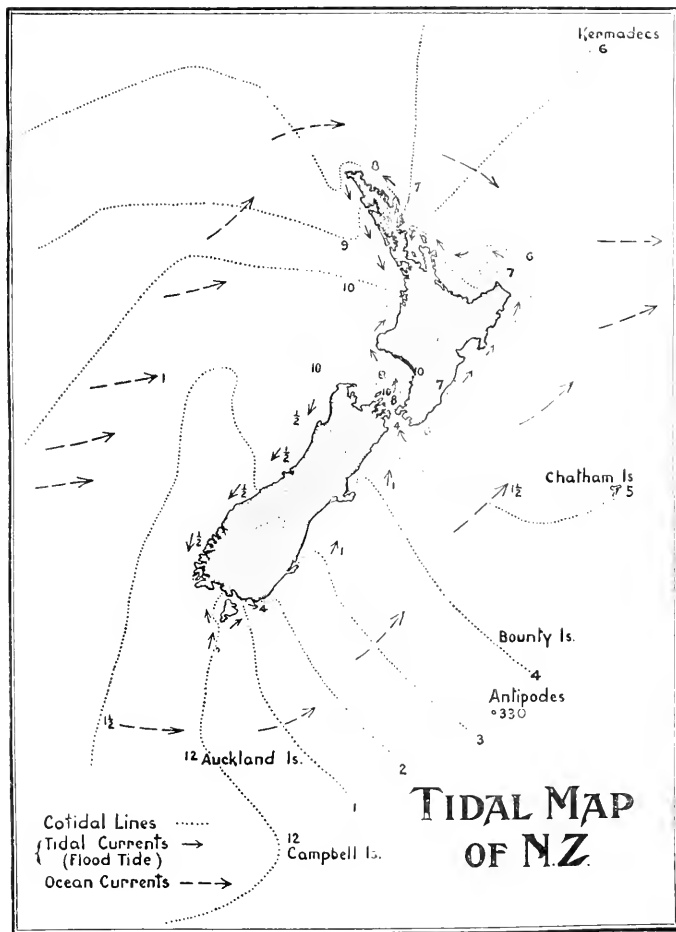 Kermadecs
6
8
7
9
6
7
10
10
9
10
10
8
7
4
1
½
½
½
½
1
1½
Chatham Is
5
1
4
Bounty Is.
4
Antipodes
330
3
1½
12 Auckland Is.
2
1
12
Campbell Is.
TIDAL MAP
OF N.Z.
Cotidal Lines
Tidal Currents
(Flood Tide)
Ocean Currents